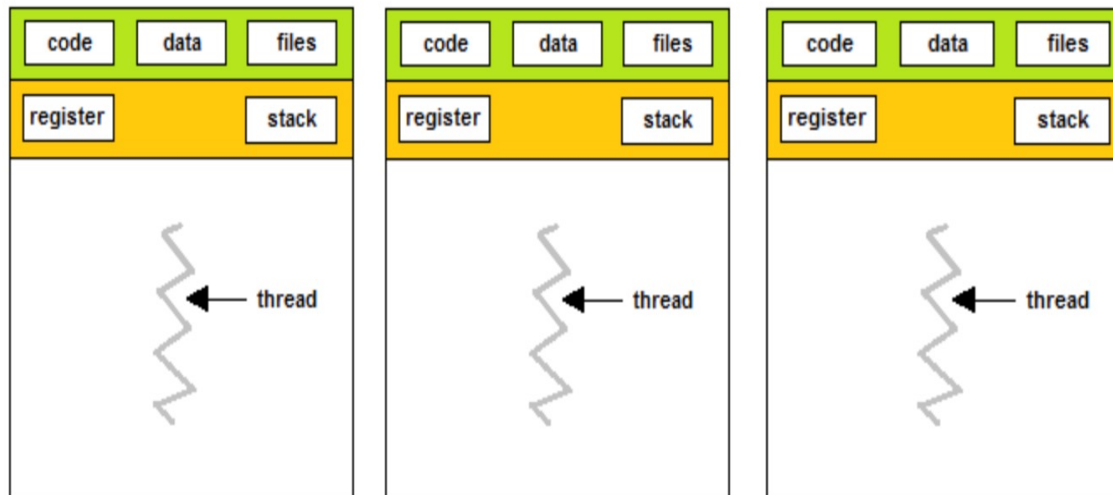 code data files
register stack
thread
code data files
register stack
thread
code data files
register stack
thread